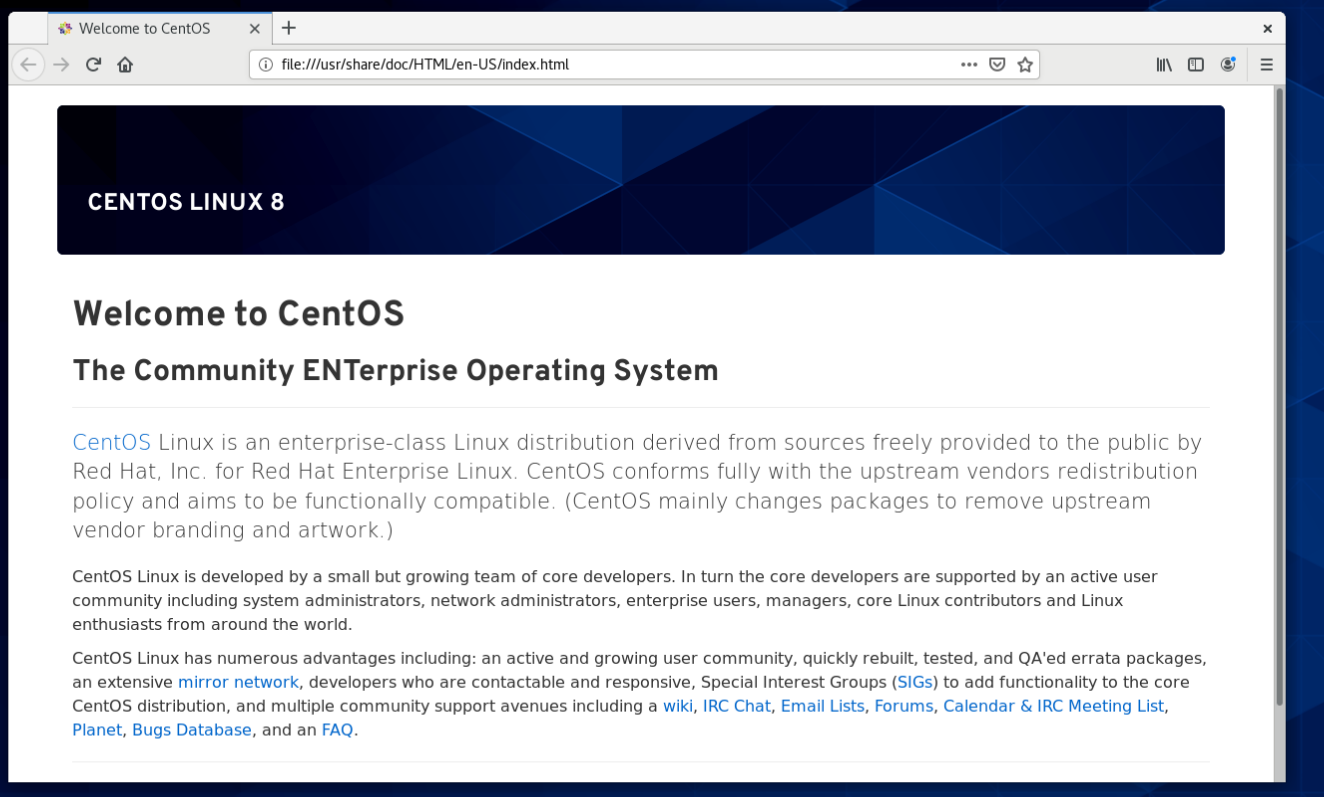 Welcome to CentOS
file:///usr/share/doc/HTML/en-US/index.html
CENTOS LINUX 8
Welcome to CentOS
The Community ENTerprise Operating System
CentOS Linux is an enterprise-class Linux distribution derived from sources freely provided to the public by
Red Hat, Inc. for Red Hat Enterprise Linux. CentOS conforms fully with the upstream vendors redistribution
policy and aims to be functionally compatible. (CentOS mainly changes packages to remove upstream
vendor branding and artwork.)
CentOS Linux is developed by a small but growing team of core developers. In turn the core developers are supported by an active user
community including system administrators, network administrators, enterprise users, managers, core Linux contributors and Linux
enthusiasts from around the world.
CentOS Linux has numerous advantages including: an active and growing user community, quickly rebuilt, tested, and QA'ed errata packages,
an extensive mirror network, developers who are contactable and responsive, Special Interest Groups (SIGs) to add functionality to the core
CentOS distribution, and multiple community support avenues including a wiki, IRC Chat, Email Lists, Forums, Calendar & IRC Meeting List,
Planet, Bugs Database, and an FAQ.